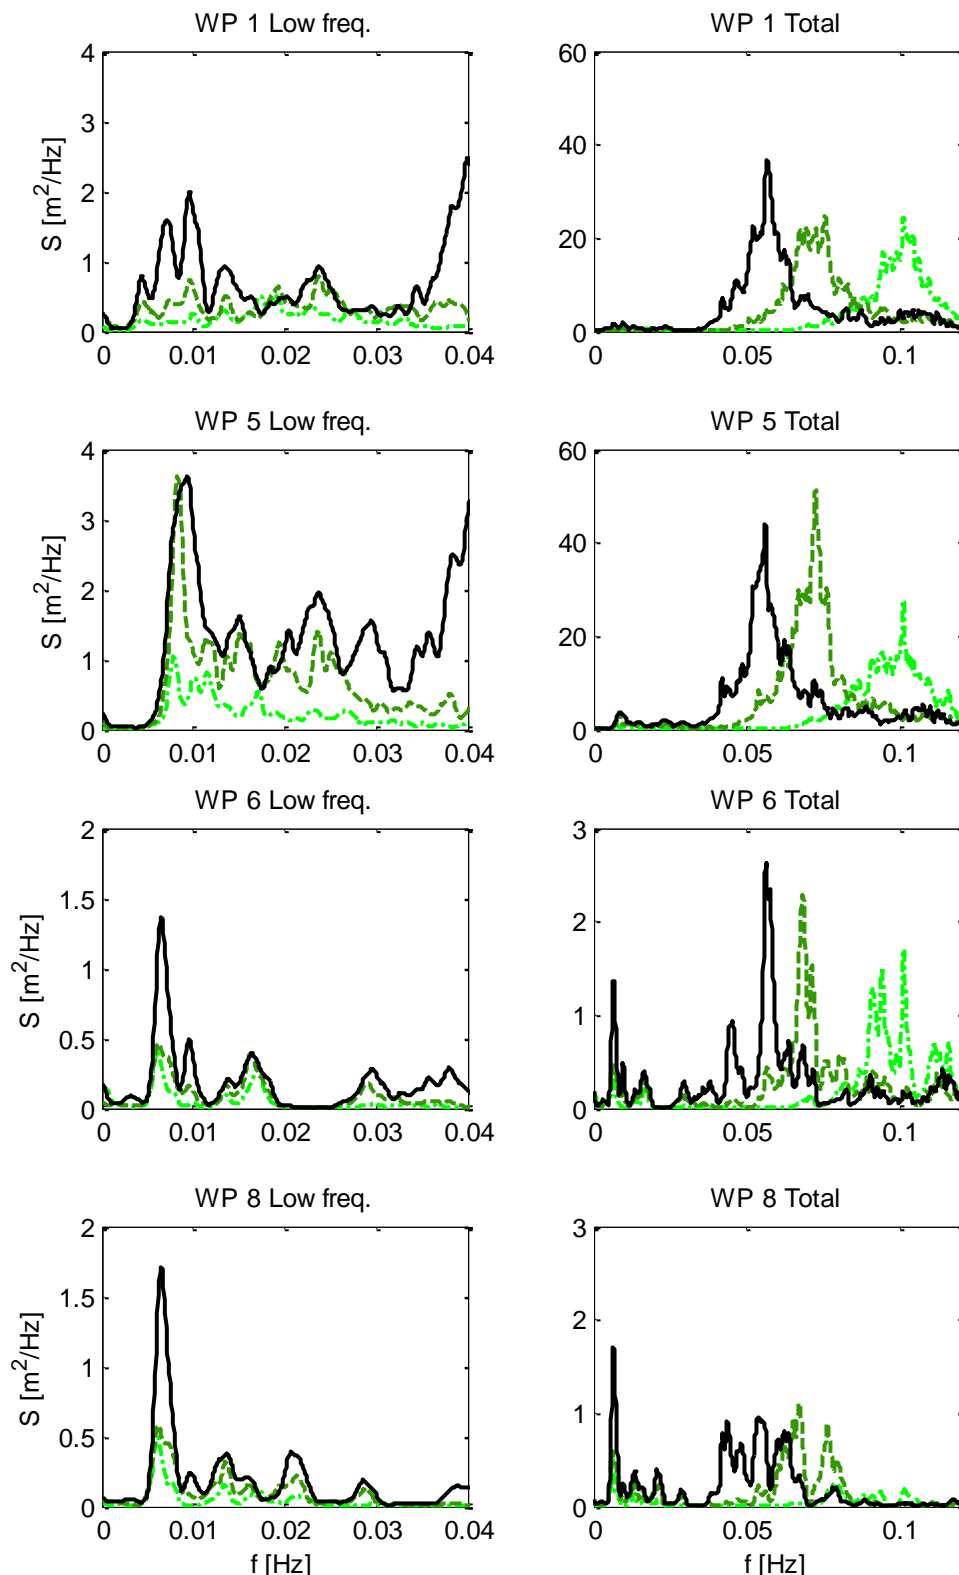 WP 1 Low freq.
WP 1 Total
S [m²/Hz]
4
3
2
1
0
0 0.01 0.02 0.03 0.04
60
40
20
0
0 0.05 0.1
WP 5 Low freq.
WP 5 Total
S [m²/Hz]
4
3
2
1
0
0 0.01 0.02 0.03 0.04
60
40
20
0
0 0.05 0.1
WP 6 Low freq.
WP 6 Total
S [m²/Hz]
2
1.5
1
0.5
0
0 0.01 0.02 0.03 0.04
3
2
1
0
0 0.05 0.1
WP 8 Low freq.
WP 8 Total
S [m²/Hz]
2
1.5
1
0.5
0
0 0.01 0.02 0.03 0.04
f [Hz]
3
2
1
0
0 0.05 0.1
f [Hz]